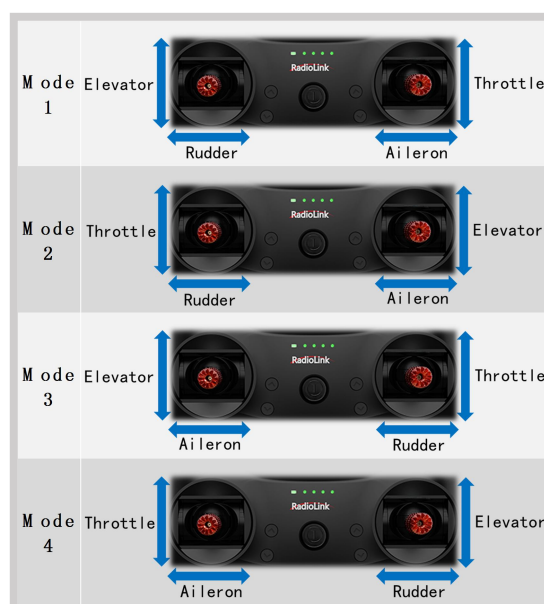 Mode Elevator RadioLink Throttle
1
Rudder Aileron
Mode Throttle RadioLink Elevator
2
Rudder Aileron
Mode Elevator RadioLink Throttle
3
Aileron Rudder
Mode Throttle RadioLink Elevator
4
Aileron Rudder